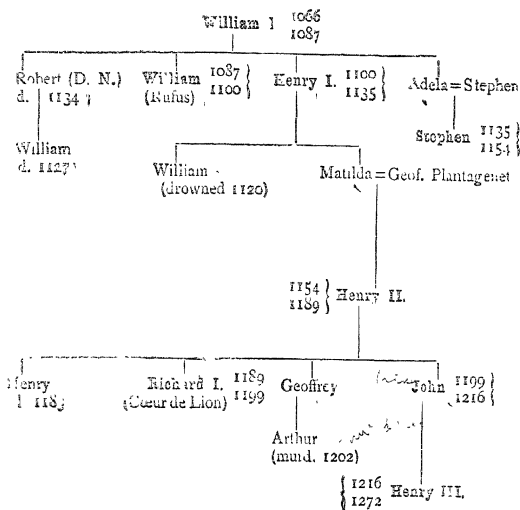 William I 1066
1087
Robert (D. N.) William 1087 Henry I. 1100 Adela = Stephen
d. 1134 (Rufus) 1100 1135
Stephen 1135
1154
William
d. 1127
William Matilda = Geof. Plantagenet
(drowned 1120)
1154 Henry II.
1189
Henry Richard I. 1189 Geoffrey John 1199
1183 (Cœur de Lion) 1199 1216
Arthur
(murd. 1202)
1216 Henry III.
1272